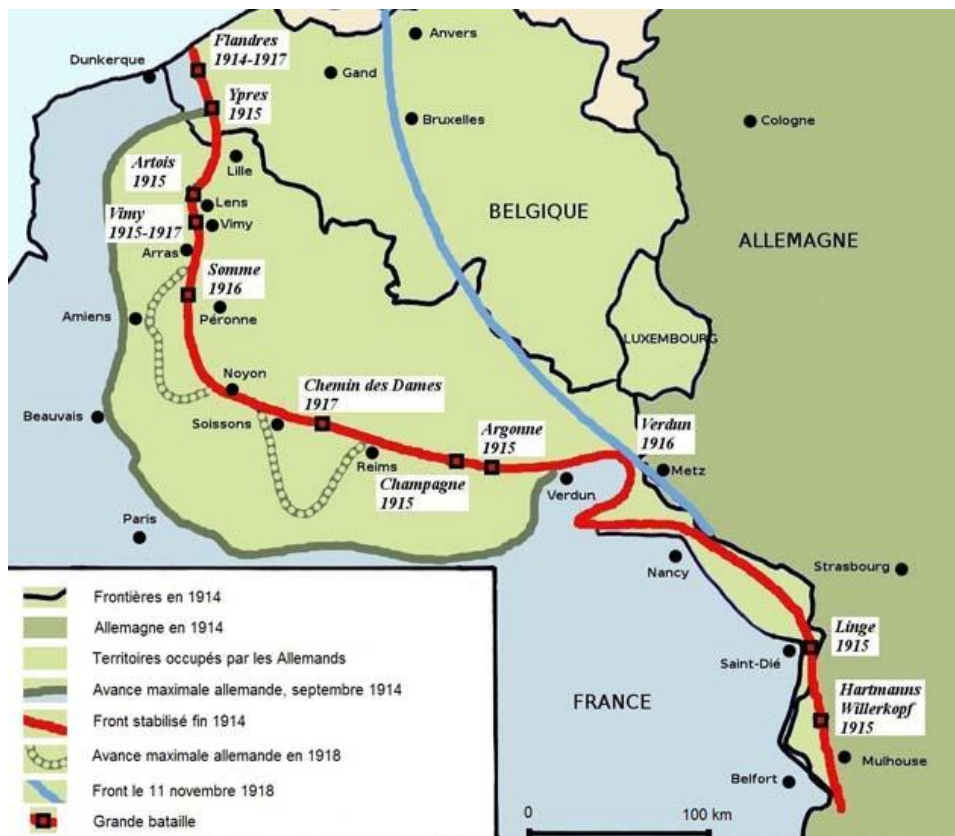 Flandres
1914-1917
Anvers
Dunkerque
Gand
Ypres
1915
Bruxelles
Cologne
Artois
1915
Lille
Lens
BELGIQUE
Vimy
1915-1917
Vimy
ALLEMAGNE
Arras
Somme
1916
Amiens
Péronne
LUXEMBOURG
Noyon
Chemin des Dames
1917
Beauvais
Soissons
Argonne
1915
Verdun
1916
Reims
Metz
Champagne
1915
Verdun
Paris
Nancy
Strasbourg
Linge
1915
Saint-Dié
FRANCE
Hartmanns
Willerkopf
1915
Mulhouse
Belfort
0
100 km
Frontières en 1914
Allemagne en 1914
Territoires occupés par les Allemands
Avance maximale allemande, septembre 1914
Front stabilisé fin 1914
Avance maximale allemande en 1918
Front le 11 novembre 1918
Grande bataille